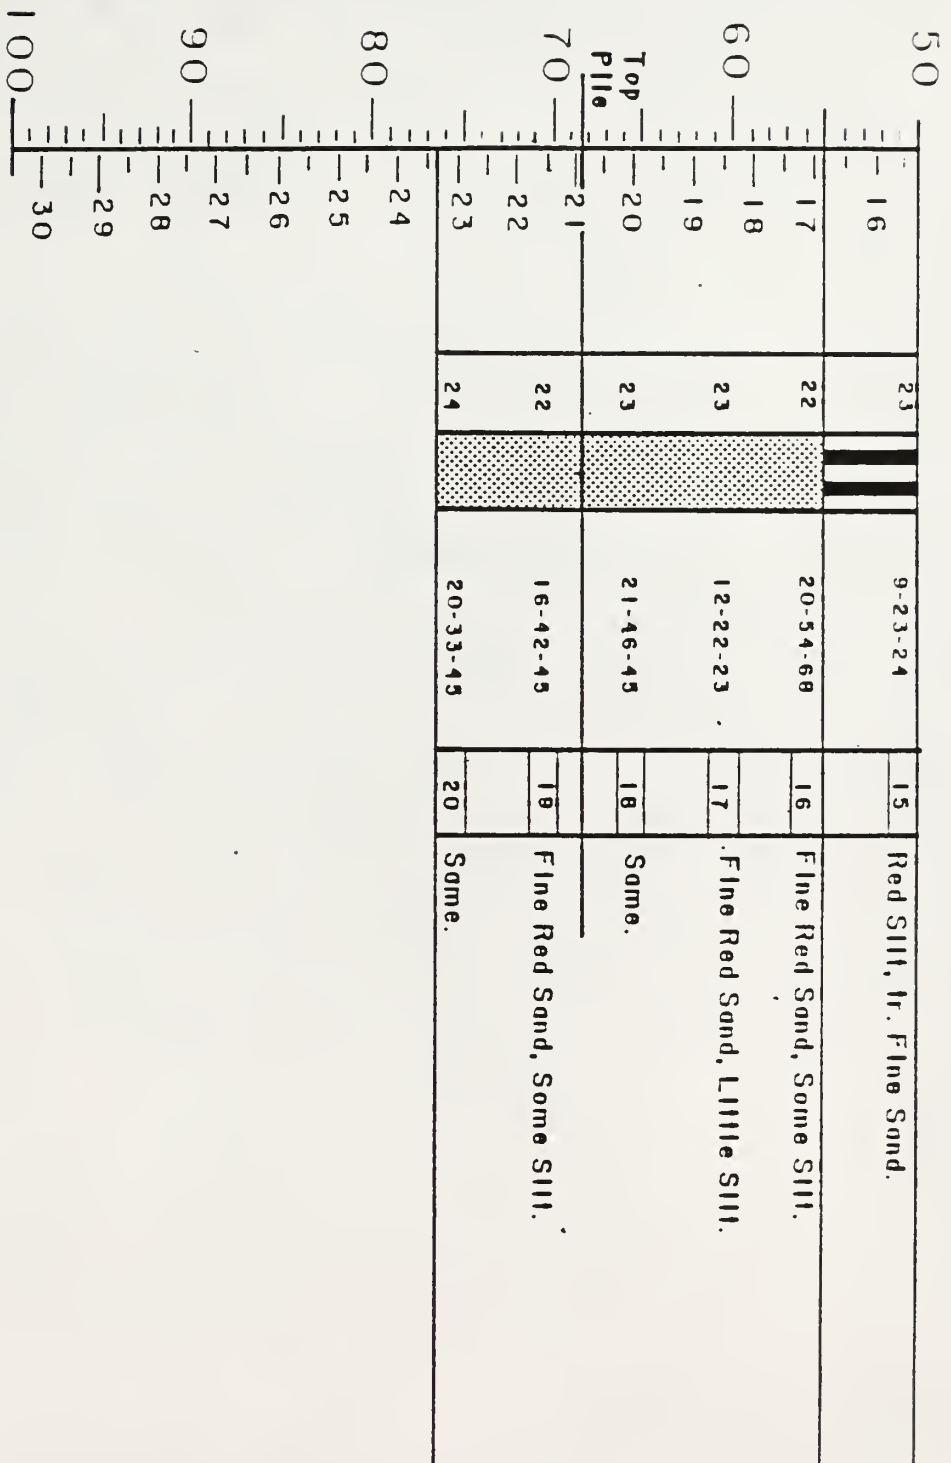 50
23 9-23-24 15 Red Silt, tr. Fine Sand.
16
17 22 20-54-68 16 Fine Red Sand, Some Silt.
18
60
19 23 12-22-23 17 Fine Red Sand, Little Silt.
20 23 21-46-45 18 Same.
Top
Pile
21
70
22 22 16-42-45 19 Fine Red Sand, Some Silt.
23 24 20-33-45 20 Same.
24
80
25
26
27
90
28
29
30
100